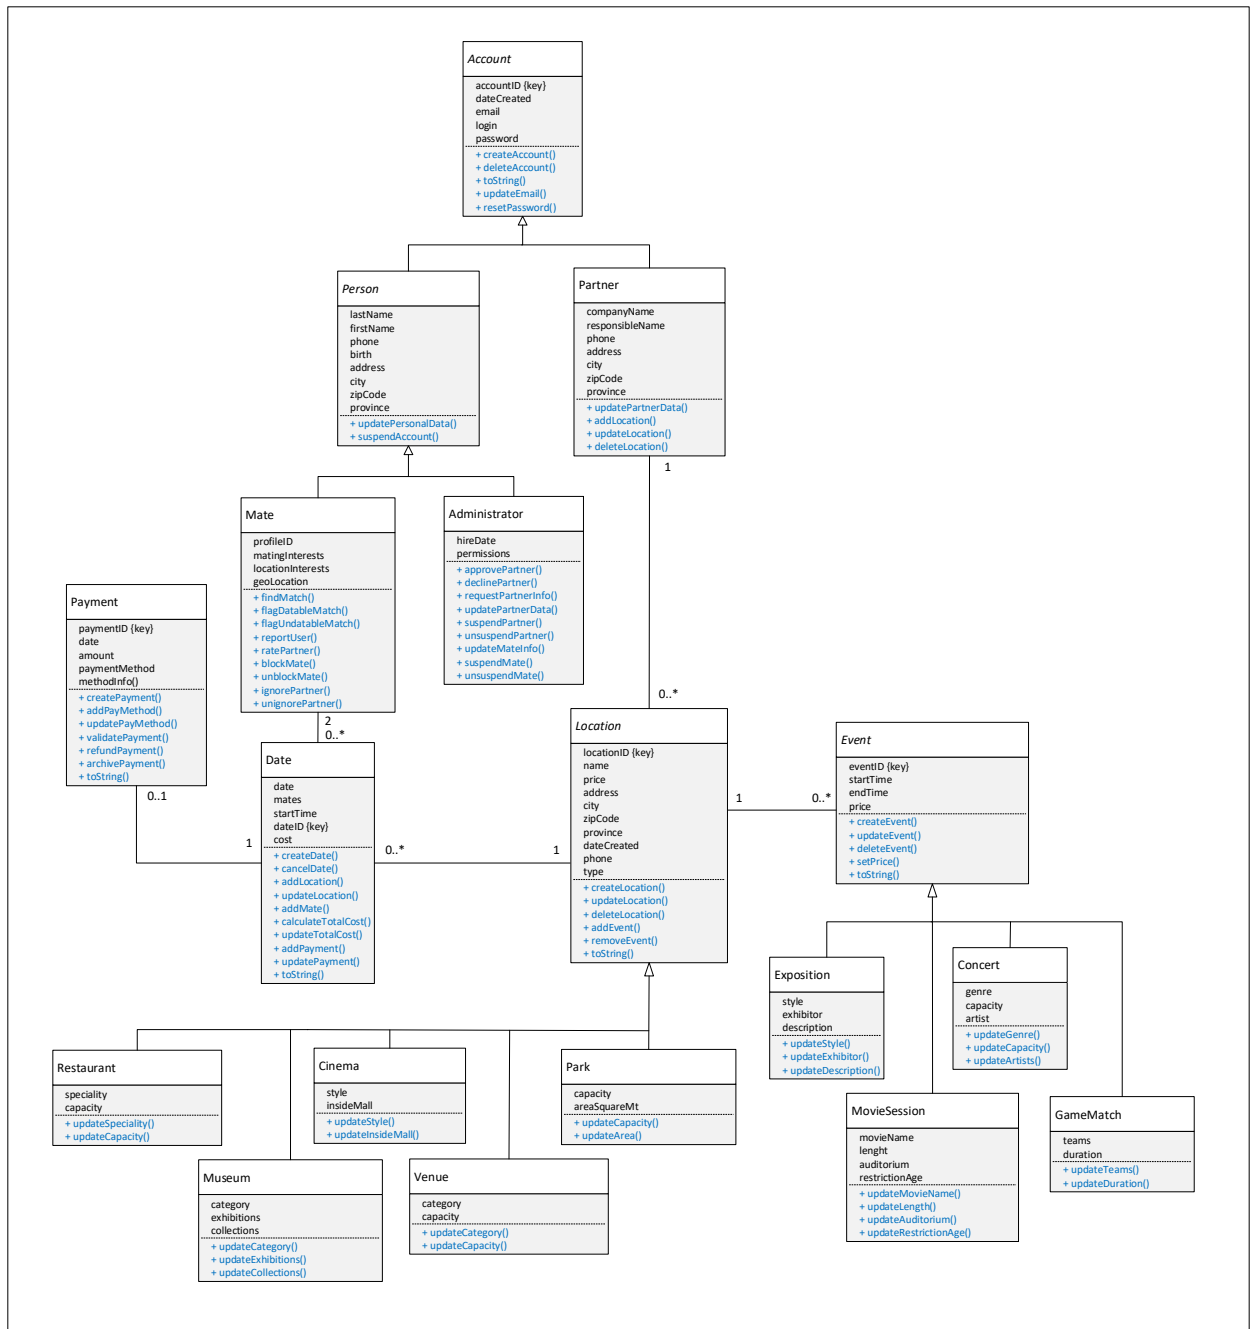 Account
accountID {key}
dateCreated
email
login
password
+ createAccount()
+ deleteAccount()
+ toString()
+ updateEmail()
+ resetPassword()
Person
lastName
firstName
phone
birth
address
city
zipCode
province
+ updatePersonalData()
+ suspendAccount()
Partner
companyName
responsibleName
phone
address
city
zipCode
province
+ updatePartnerData()
+ addLocation()
+ updateLocation()
+ deleteLocation()
1
0..*
Mate
profileID
matingInterests
locationInterests
geoLocation
+ findMatch()
+ flagDatableMatch()
+ flagUndatableMatch()
+ reportUser()
+ ratePartner()
+ blockMate()
+ unblockMate()
+ ignorePartner()
+ unignorePartner()
2
0..*
Administrator
hireDate
permissions
+ approvePartner()
+ declinePartner()
+ requestPartnerInfo()
+ updatePartnerData()
+ suspendPartner()
+ unsuspendPartner()
+ updateMateInfo()
+ suspendMate()
+ unsuspendMate()
Payment
paymentID {key}
date
amount
paymentMethod
methodInfo()
+ createPayment()
+ addPayMethod()
+ updatePayMethod()
+ validatePayment()
+ refundPayment()
+ archivePayment()
+ toString()
0..1
1
Date
date
mates
startTime
dateID {key}
cost
+ createDate()
+ cancelDate()
+ addLocation()
+ updateLocation()
+ addMate()
+ calculateTotalCost()
+ updateTotalCost()
+ addPayment()
+ updatePayment()
+ toString()
0..*
1
Location
locationID {key}
name
price
address
city
zipCode
province
dateCreated
phone
type
+ createLocation()
+ updateLocation()
+ deleteLocation()
+ addEvent()
+ removeEvent()
+ toString()
1
0..*
Event
eventID {key}
startTime
endTime
price
+ createEvent()
+ updateEvent()
+ deleteEvent()
+ setPrice()
+ toString()
Restaurant
speciality
capacity
+ updateSpeciality()
+ updateCapacity()
Museum
category
exhibitions
collections
+ updateCategory()
+ updateExhibitions()
+ updateCollections()
Cinema
style
insideMall
+ updateStyle()
+ updateInsideMall()
Venue
category
capacity
+ updateCategory()
+ updateCapacity()
Park
capacity
areaSquareMt
+ updateCapacity()
+ updateArea()
Exposition
style
exhibitor
description
+ updateStyle()
+ updateExhibitor()
+ updateDescription()
MovieSession
movieName
lenght
auditorium
restrictionAge
+ updateMovieName()
+ updateLength()
+ updateAuditorium()
+ updateRestrictionAge()
Concert
genre
capacity
artist
+ updateGenre()
+ updateCapacity()
+ updateArtists()
GameMatch
teams
duration
+ updateTeams()
+ updateDuration()